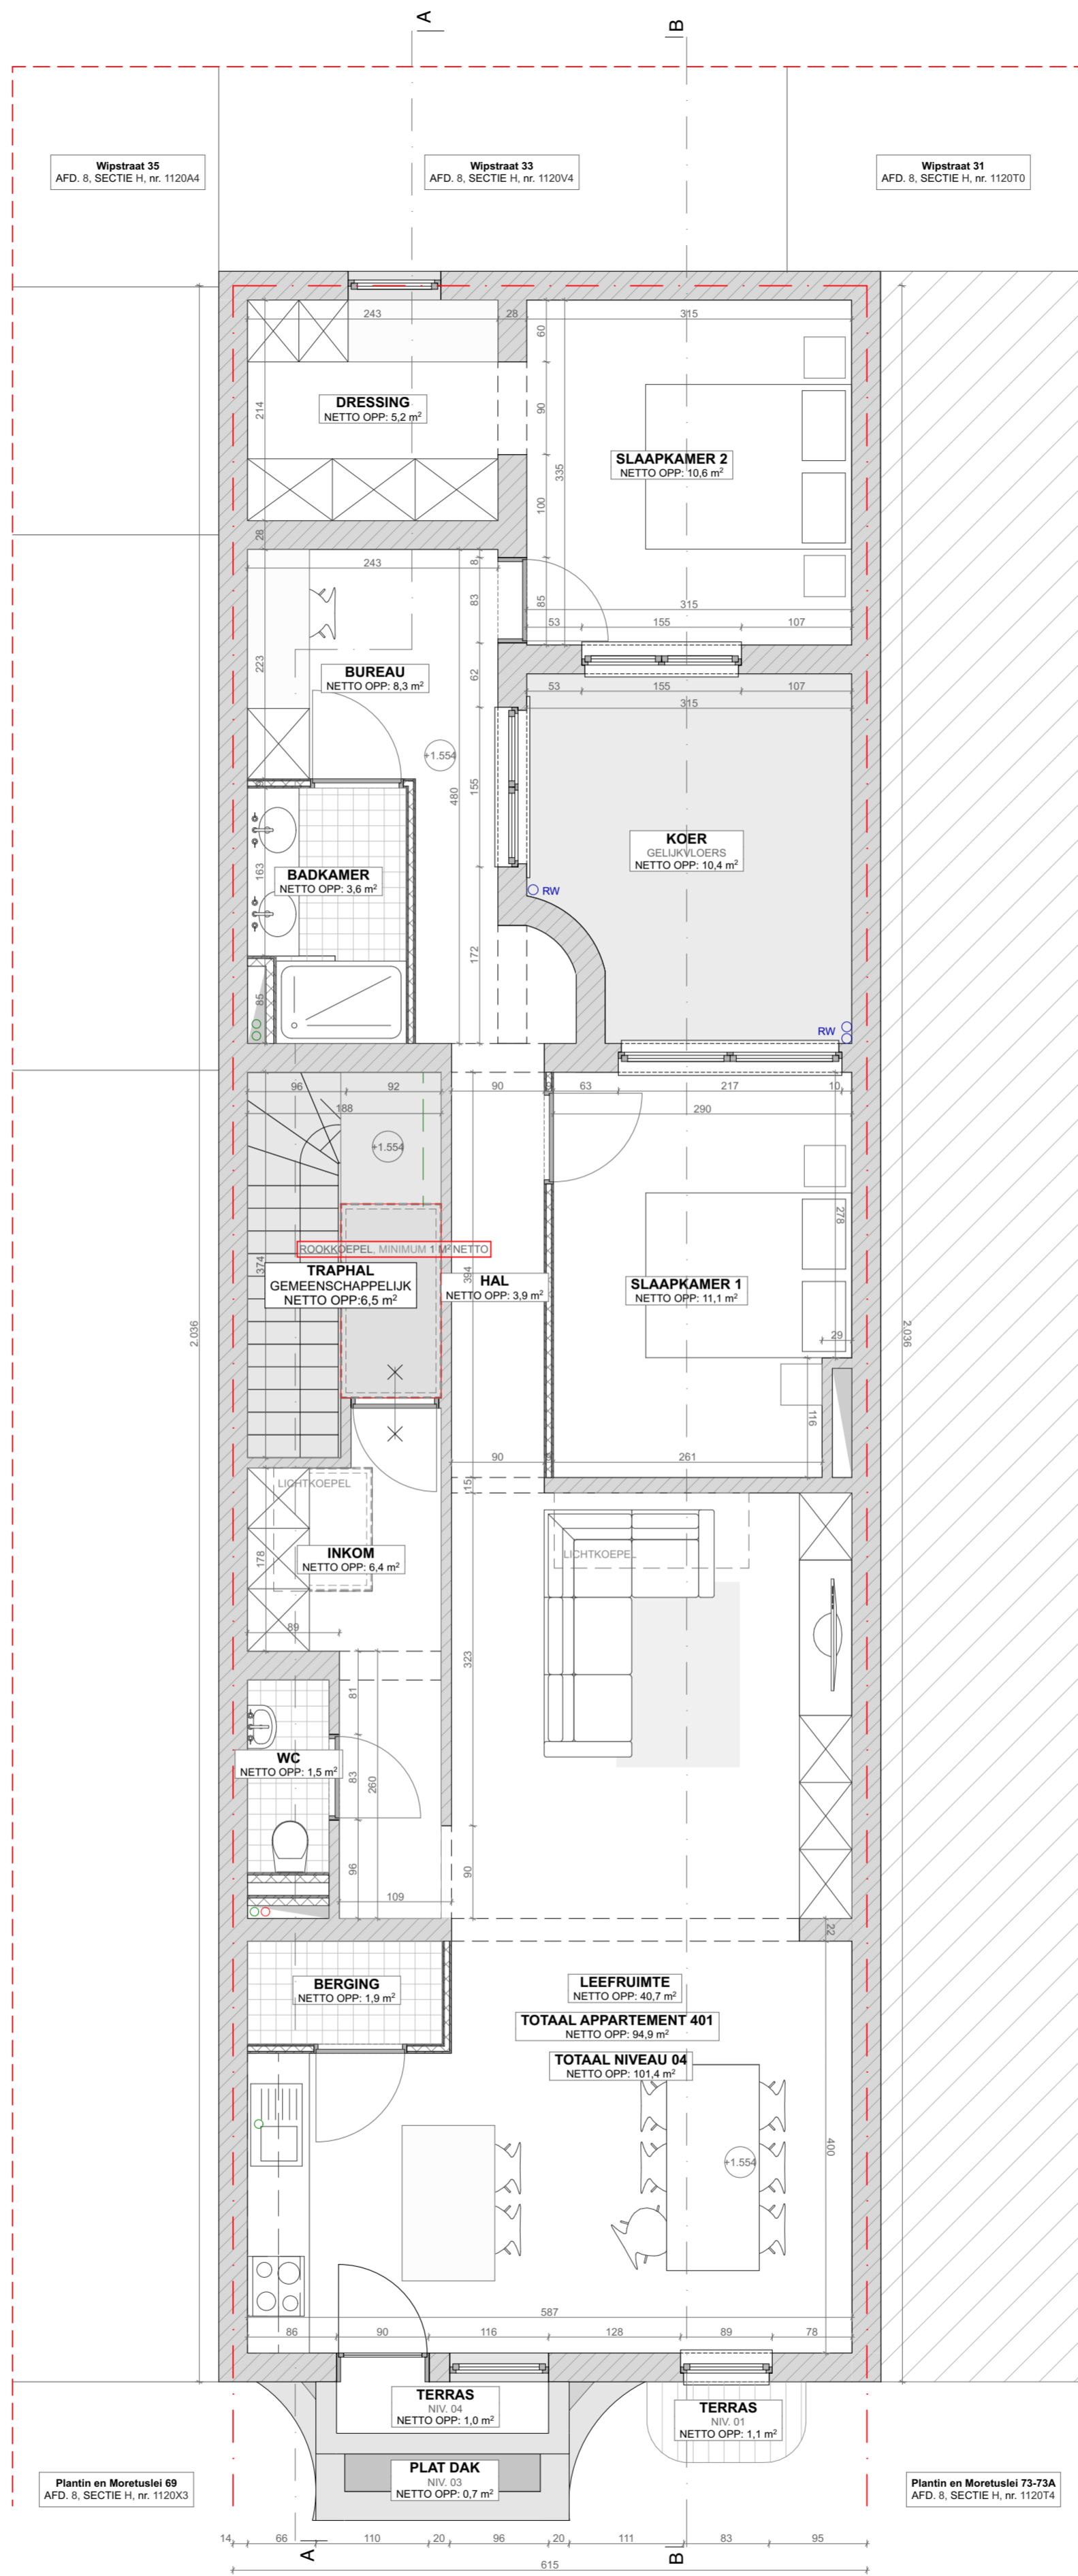 A
B
Wipstraat 35
AFD. 8, SECTIE H, nr. 1120A4
Wipstraat 33
AFD. 8, SECTIE H, nr. 1120V4
Wipstraat 31
AFD. 8, SECTIE H, nr. 1120T0
243
28
315
60
DRESSING
NETTO OPP: 5,2 m²
214
90
335
SLAAPKAMER 2
NETTO OPP: 10,6 m²
100
28
243
8
83
85
315
53
155
107
223
BUREAU
NETTO OPP: 8,3 m²
62
53
155
107
315
+1.554
480
155
KOER
GELIJKVLOERS
NETTO OPP: 10,4 m²
163
BADKAMER
NETTO OPP: 3,6 m²
RW
172
85
RW
96
92
90
9
63
217
10
188
290
+1.554
278
ROOKKOEPEL, MINIMUM 1 M² NETTO
374
TRAPHAL
GEMEENSCHAPPELIJK
NETTO OPP:6,5 m²
394
HAL
NETTO OPP: 3,9 m²
SLAAPKAMER 1
NETTO OPP: 11,1 m²
29
2.036
2.036
116
90
261
15
LICHTKOEPEL
LICHTKOEPEL
178
INKOM
NETTO OPP: 6,4 m²
89
323
81
WC
NETTO OPP: 1,5 m²
83
260
96
90
109
22
BERGING
NETTO OPP: 1,9 m²
LEEFRUIMTE
NETTO OPP: 40,7 m²
TOTAAL APPARTEMENT 401
NETTO OPP: 94,9 m²
TOTAAL NIVEAU 04
NETTO OPP: 101,4 m²
+1.554
400
587
86
90
116
128
89
78
TERRAS
NIV. 04
NETTO OPP: 1,0 m²
TERRAS
NIV. 01
NETTO OPP: 1,1 m²
PLAT DAK
NIV. 03
NETTO OPP: 0,7 m²
Plantin en Moretuslei 69
AFD. 8, SECTIE H, nr. 1120X3
Plantin en Moretuslei 73-73A
AFD. 8, SECTIE H, nr. 1120T4
14
66
110
20
96
20
111
83
95
A
B
615